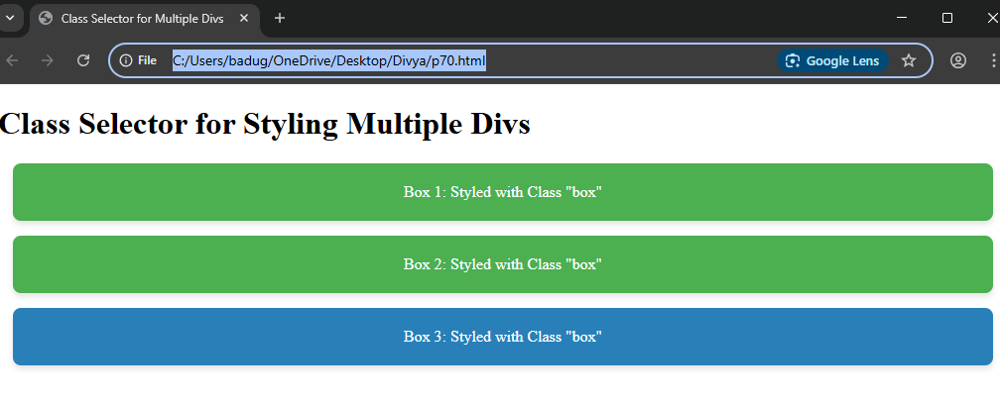 Class Selector for Multiple Divs
File
C:/Users/badug/OneDrive/Desktop/Divya/p70.html
Google Lens
Class Selector for Styling Multiple Divs
Box 1: Styled with Class "box"
Box 2: Styled with Class "box"
Box 3: Styled with Class "box"